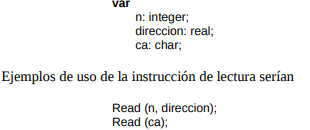 var
n: integer;
direccion: real;
ca: char;
Ejemplos de uso de la instrucción de lectura serían
Read (n, direccion);
Read (ca);